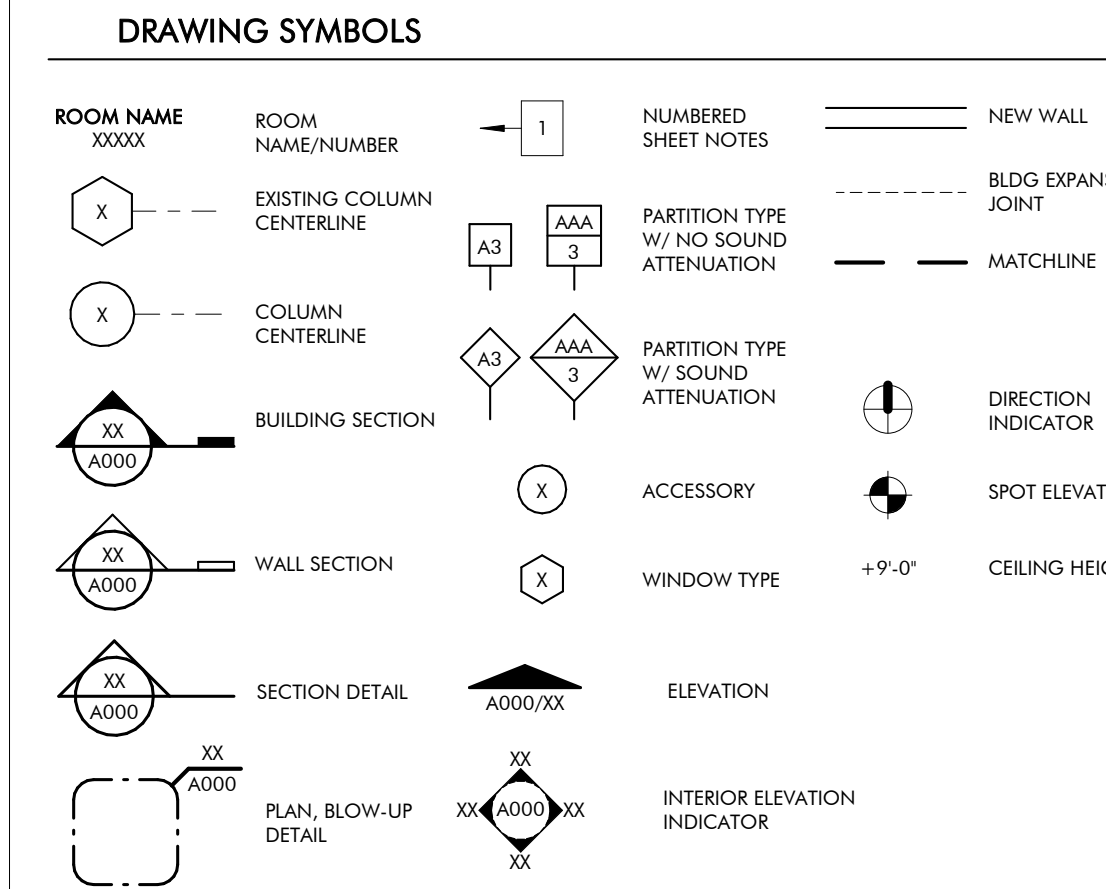 DRAWING SYMBOLS
ROOM NAME
XXXXX
ROOM
NAME/NUMBER
X
EXISTING COLUMN
CENTERLINE
X
COLUMN
CENTERLINE
XX
A000
BUILDING SECTION
XX
A000
WALL SECTION
XX
A000
SECTION DETAIL
XX
A000
PLAN, BLOW-UP
DETAIL
1
NUMBERED
SHEET NOTES
A3
AAA
3
PARTITION TYPE
W/ NO SOUND
ATTENUATION
A3
AAA
3
PARTITION TYPE
W/ SOUND
ATTENUATION
X
ACCESSORY
X
WINDOW TYPE
A000/XX
ELEVATION
XX
XX A000 XX
XX
INTERIOR ELEVATION
INDICATOR
NEW WALL
BLDG
JOINT
MATCHLINE
DIRECTION
INDICATOR
SPOT
+9'-0"
CEILING